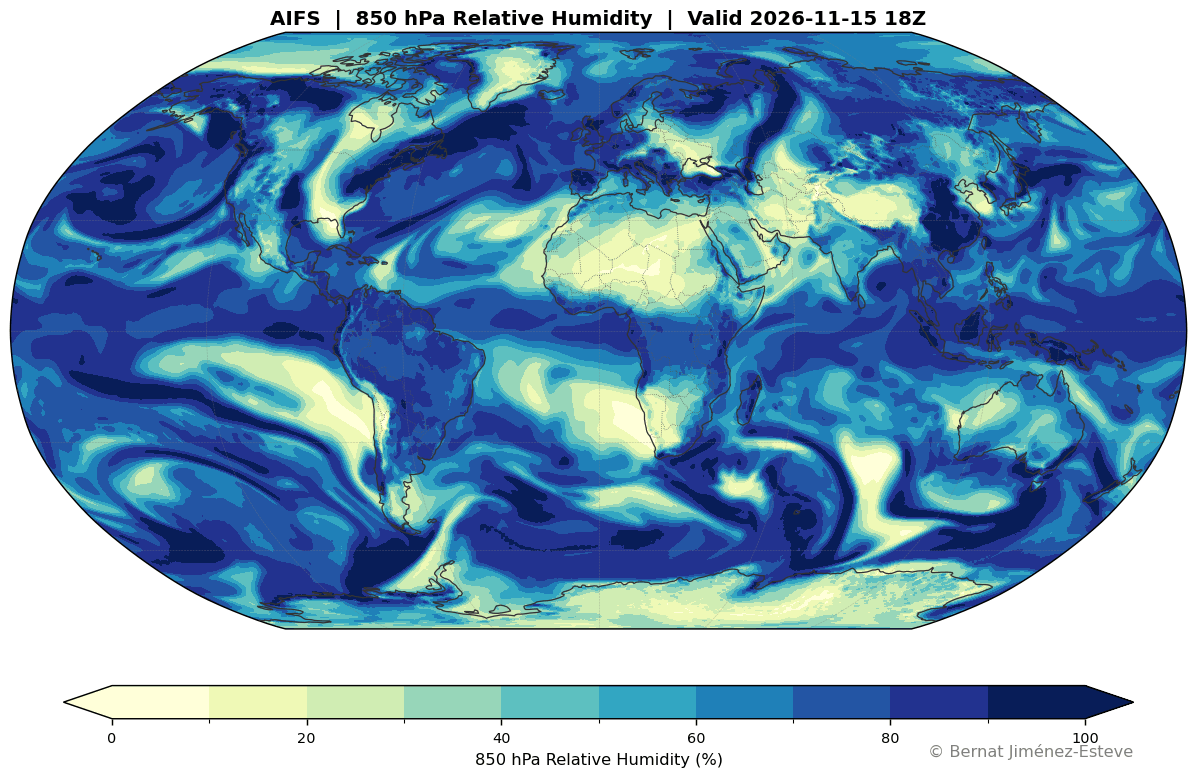 AIFS | 850 hPa Relative Humidity | Valid 2026-11-15 18Z
0 20 40 60 80 100
850 hPa Relative Humidity (%)
© Bernat Jiménez-Esteve